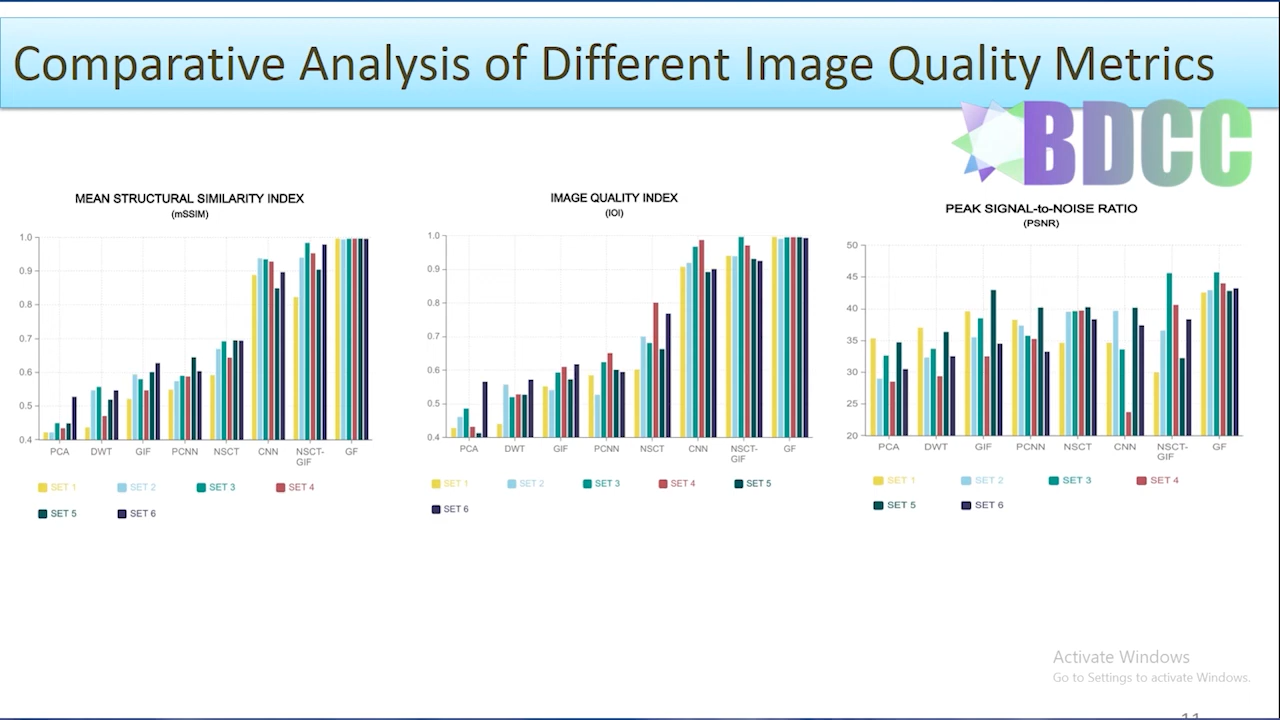 Comparative Analysis of Different Image Quality Metrics
BDCC
MEAN STRUCTURAL SIMILARITY INDEX
(mSSIM)
1.0
0.9
0.8
0.7
0.6
0.5
0.4
PCA DWT GIF PCNN NSCT CNN NSCT- GF
GIF
SET 1 SET 2 SET 3 SET 4
SET 5 SET 6
IMAGE QUALITY INDEX
(IOI)
1.0
0.9
0.8
0.7
0.6
0.5
0.4
PCA DWT GIF PCNN NSCT CNN NSCT- GF
GIF
SET 1 SET 2 SET 3 SET 4 SET 5
SET 6
PEAK SIGNAL-to-NOISE RATIO
(PSNR)
50
45
40
35
30
25
20
PCA DWT GIF PCNN NSCT CNN NSCT- GF
GIF
SET 1 SET 2 SET 3 SET 4
SET 5 SET 6
Activate Windows
Go to Settings to activate Windows.
11